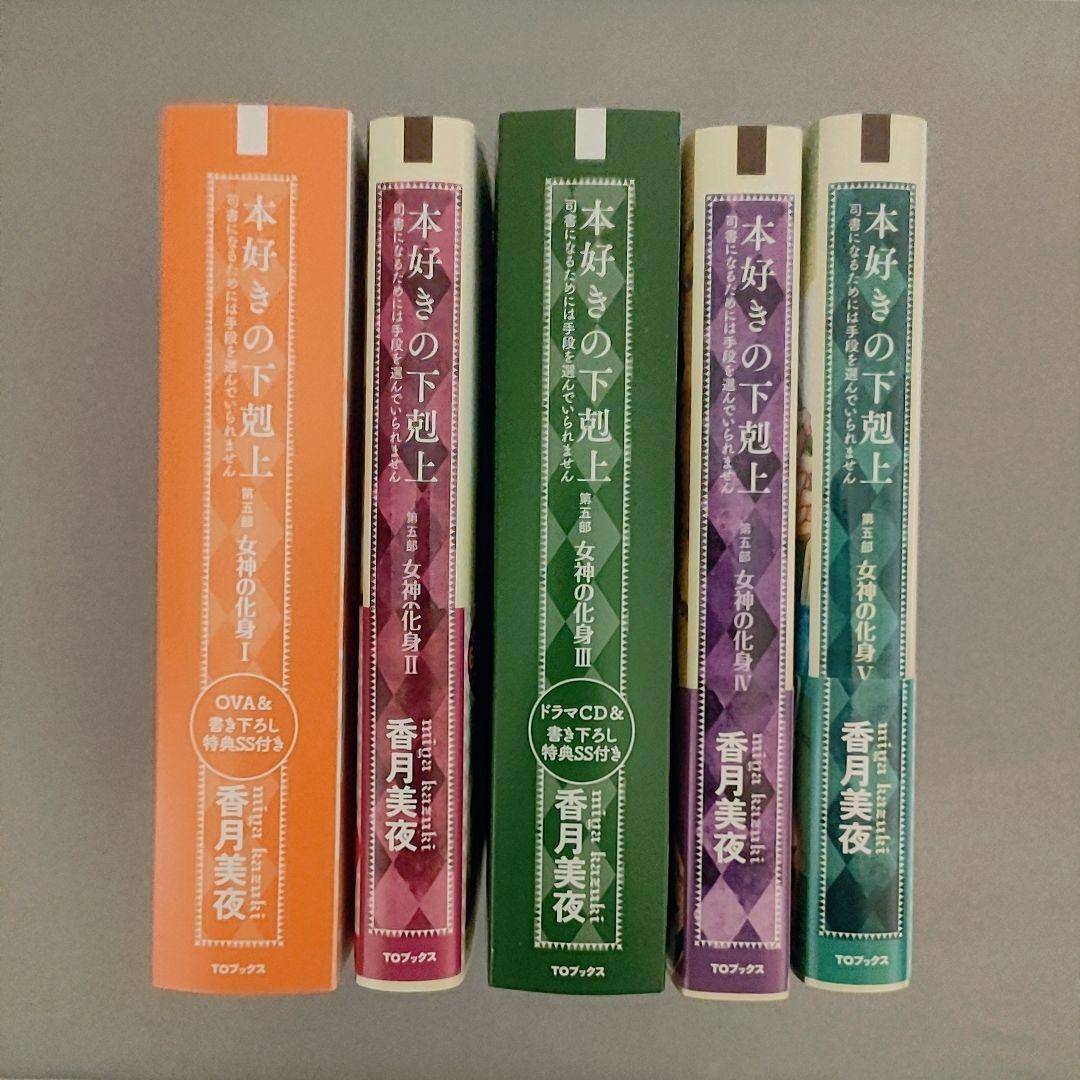 本好きの下剋上
司書になるためには手段を選んでいられません
第五部
女神の化身Ⅰ
OVA&
書き下ろし
特典SS付き
香月美夜
miya kazuki
TOブックス
本好きの下剋上
司書になるためには手段を選んでいられません
第五部
女神の化身Ⅱ
香月美夜
miya kazuki
TOブックス
本好きの下剋上
司書になるためには手段を選んでいられません
第五部
女神の化身Ⅲ
ドラマCD&
書き下ろし
特典SS付き
香月美夜
miya kazuki
TOブックス
本好きの下剋上
司書になるためには手段を選んでいられません
第五部
女神の化身Ⅳ
香月美夜
miya kazuki
TOブックス
本好きの下剋上
司書になるためには手段を選んでいられません
第五部
女神の化身Ⅴ
香月美夜
miya kazuki
TOブックス